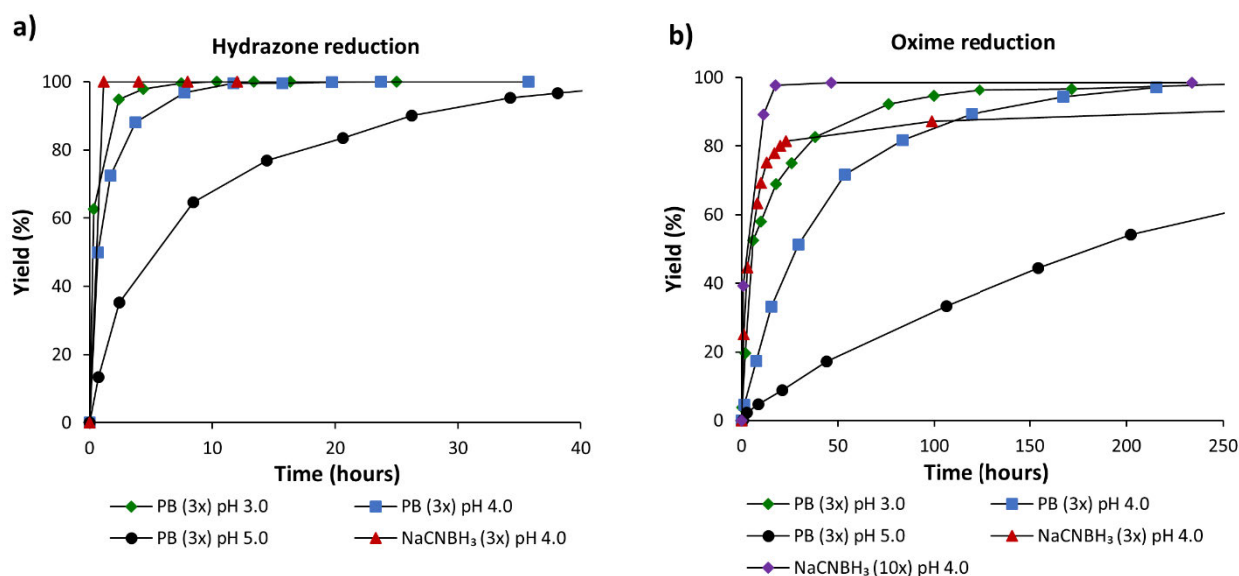 a)
Hydrazone reduction
Yield (%)
100
80
60
40
20
0
0 10 20 30 40
Time (hours)
PB (3x) pH 3.0 PB (3x) pH 4.0
PB (3x) pH 5.0 NaCNBH₃ (3x) pH 4.0
b)
Oxime reduction
Yield (%)
100
80
60
40
20
0
0 50 100 150 200 250
Time (hours)
PB (3x) pH 3.0 PB (3x) pH 4.0
PB (3x) pH 5.0 NaCNBH₃ (3x) pH 4.0
NaCNBH₃ (10x) pH 4.0